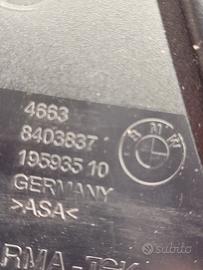 4663
8403837
195935 10
GERMANY
>ASA<
BMW
subito